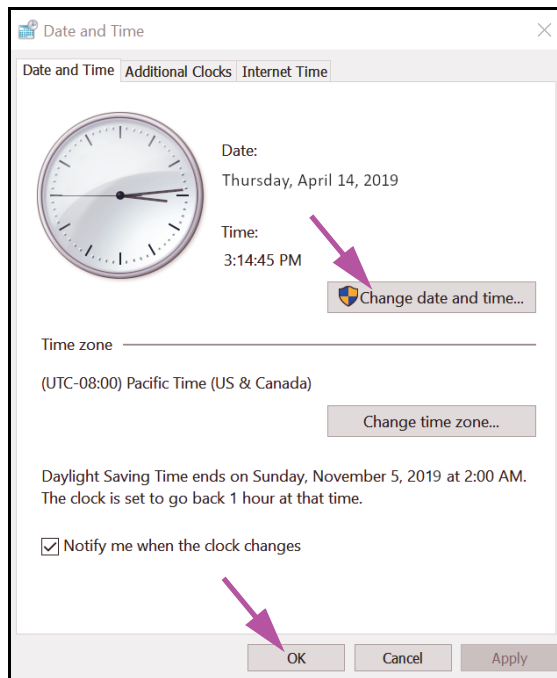 Date and Time
Date and Time Additional Clocks Internet Time
Date:
Thursday, April 14, 2019
Time:
3:14:45 PM
Change date and time...
Time zone
(UTC-08:00) Pacific Time (US & Canada)
Change time zone...
Daylight Saving Time ends on Sunday, November 5, 2019 at 2:00 AM.
The clock is set to go back 1 hour at that time.
Notify me when the clock changes
OK Cancel Apply